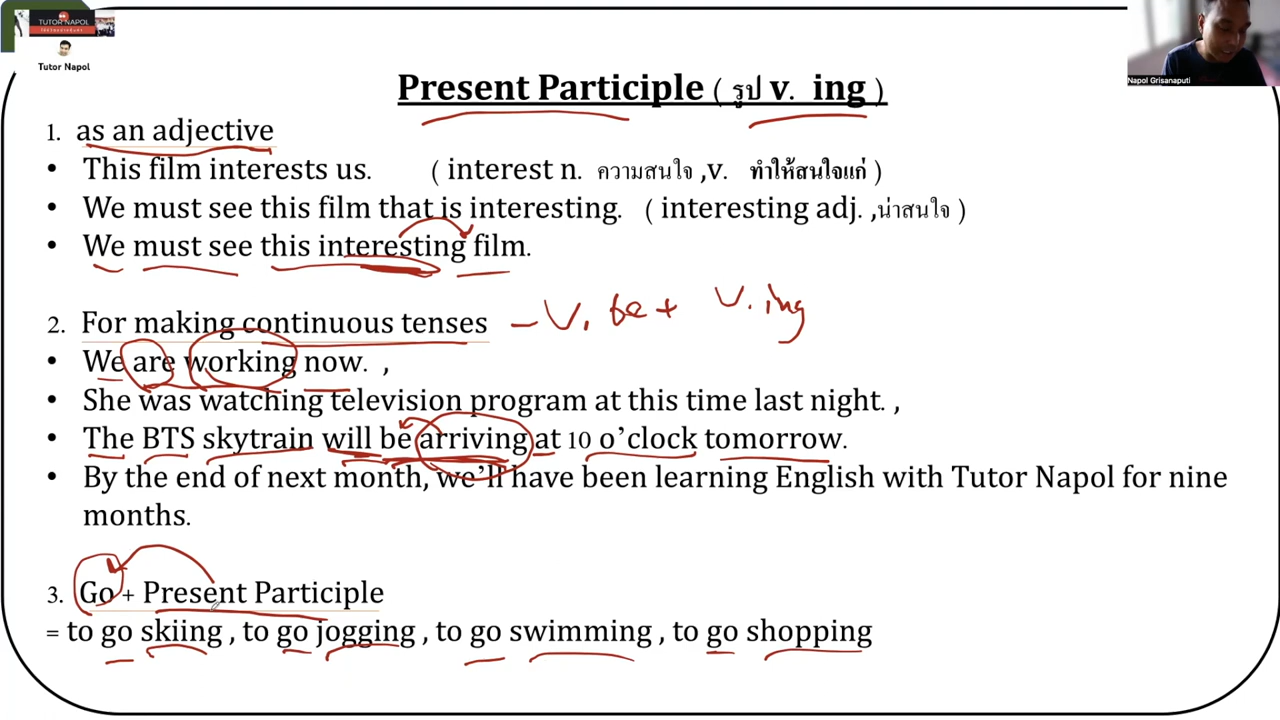 TUTOR NAPOL
Tutor Napol
Napol Grisanaputi
Present Participle ( รูป v. ing )
1. as an adjective
• This film interests us. ( interest n. ความสนใจ ,v. ทำให้สนใจแก่ )
• We must see this film that is interesting. ( interesting adj. ,น่าสนใจ )
• We must see this interesting film.
2. For making continuous tenses – V. be + V. ing
• We are working now. ,
• She was watching television program at this time last night. ,
• The BTS skytrain will be arriving at 10 o’clock tomorrow.
• By the end of next month, we’ll have been learning English with Tutor Napol for nine
months.
3. Go + Present Participle
= to go skiing , to go jogging , to go swimming , to go shopping